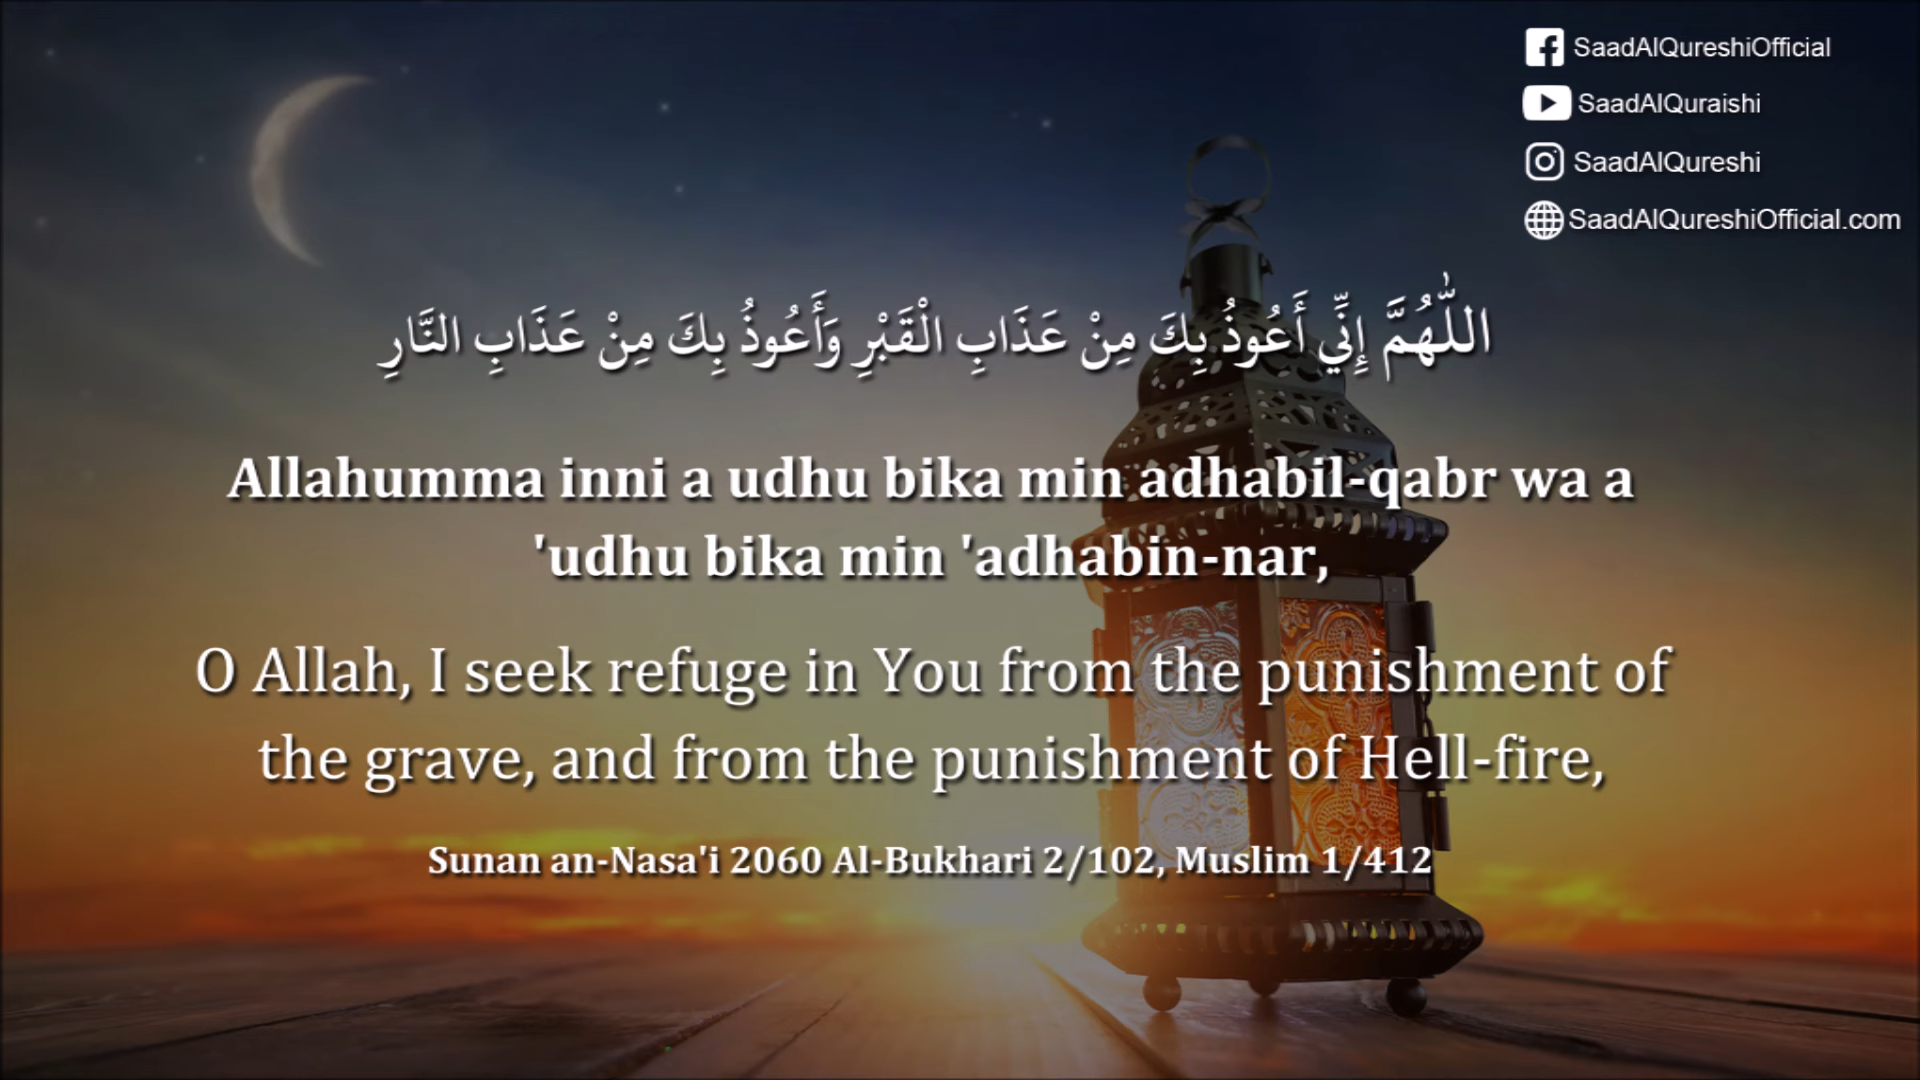 SaadAlQureshiOfficial
SaadAlQuraishi
SaadAlQureshi
SaadAlQureshiOfficial.com
اللّٰهُمَّ إِنِّي أَعُوذُ بِكَ مِنْ عَذَابِ الْقَبْرِ وَأَعُوذُ بِكَ مِنْ عَذَابِ النَّارِ
Allahumma inni a udhu bika min adhabil-qabr wa a
'udhu bika min 'adhabin-nar,
O Allah, I seek refuge in You from the punishment of
the grave, and from the punishment of Hell-fire,
Sunan an-Nasa'i 2060 Al-Bukhari 2/102, Muslim 1/412